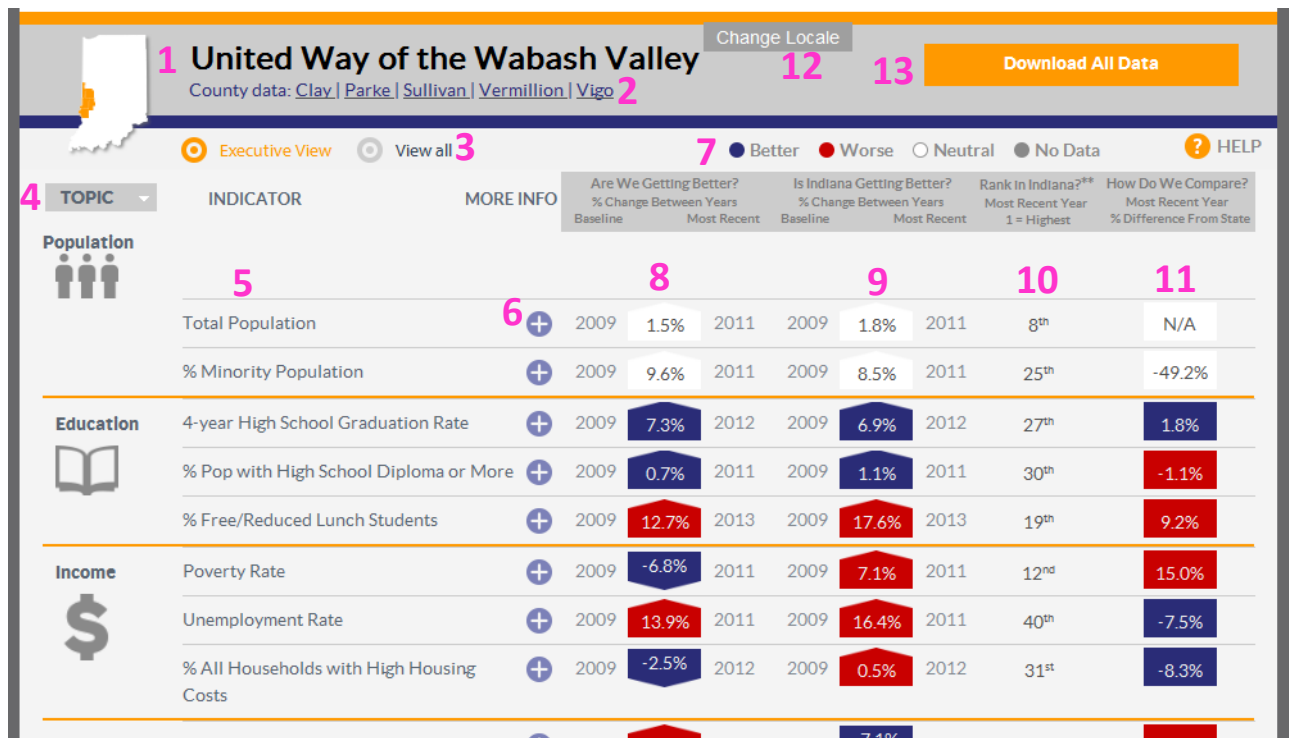 Change Locale
1 United Way of the Wabash Valley 12 13 Download All Data
County data: Clay | Parke | Sullivan | Vermillion | Vigo 2
Executive View View all 3 7 Better Worse Neutral No Data ? HELP
4 TOPIC INDICATOR MORE INFO
Are We Getting Better? Is Indiana Getting Better? Rank in Indiana?** How Do We Compare?
% Change Between Years % Change Between Years Most Recent Year Most Recent Year
Baseline Most Recent Baseline Most Recent 1 = Highest % Difference From State
Population
5 8 9 10 11
6
Total Population 2009 1.5% 2011 2009 1.8% 2011 8th N/A
% Minority Population 2009 9.6% 2011 2009 8.5% 2011 25th -49.2%
Education 4-year High School Graduation Rate 2009 7.3% 2012 2009 6.9% 2012 27th 1.8%
% Pop with High School Diploma or More 2009 0.7% 2011 2009 1.1% 2011 30th -1.1%
% Free/Reduced Lunch Students 2009 12.7% 2013 2009 17.6% 2013 19th 9.2%
Income Poverty Rate 2009 -6.8% 2011 2009 7.1% 2011 12nd 15.0%
Unemployment Rate 2009 13.9% 2011 2009 16.4% 2011 40th -7.5%
% All Households with High Housing 2009 -2.5% 2012 2009 0.5% 2012 31st -8.3%
Costs